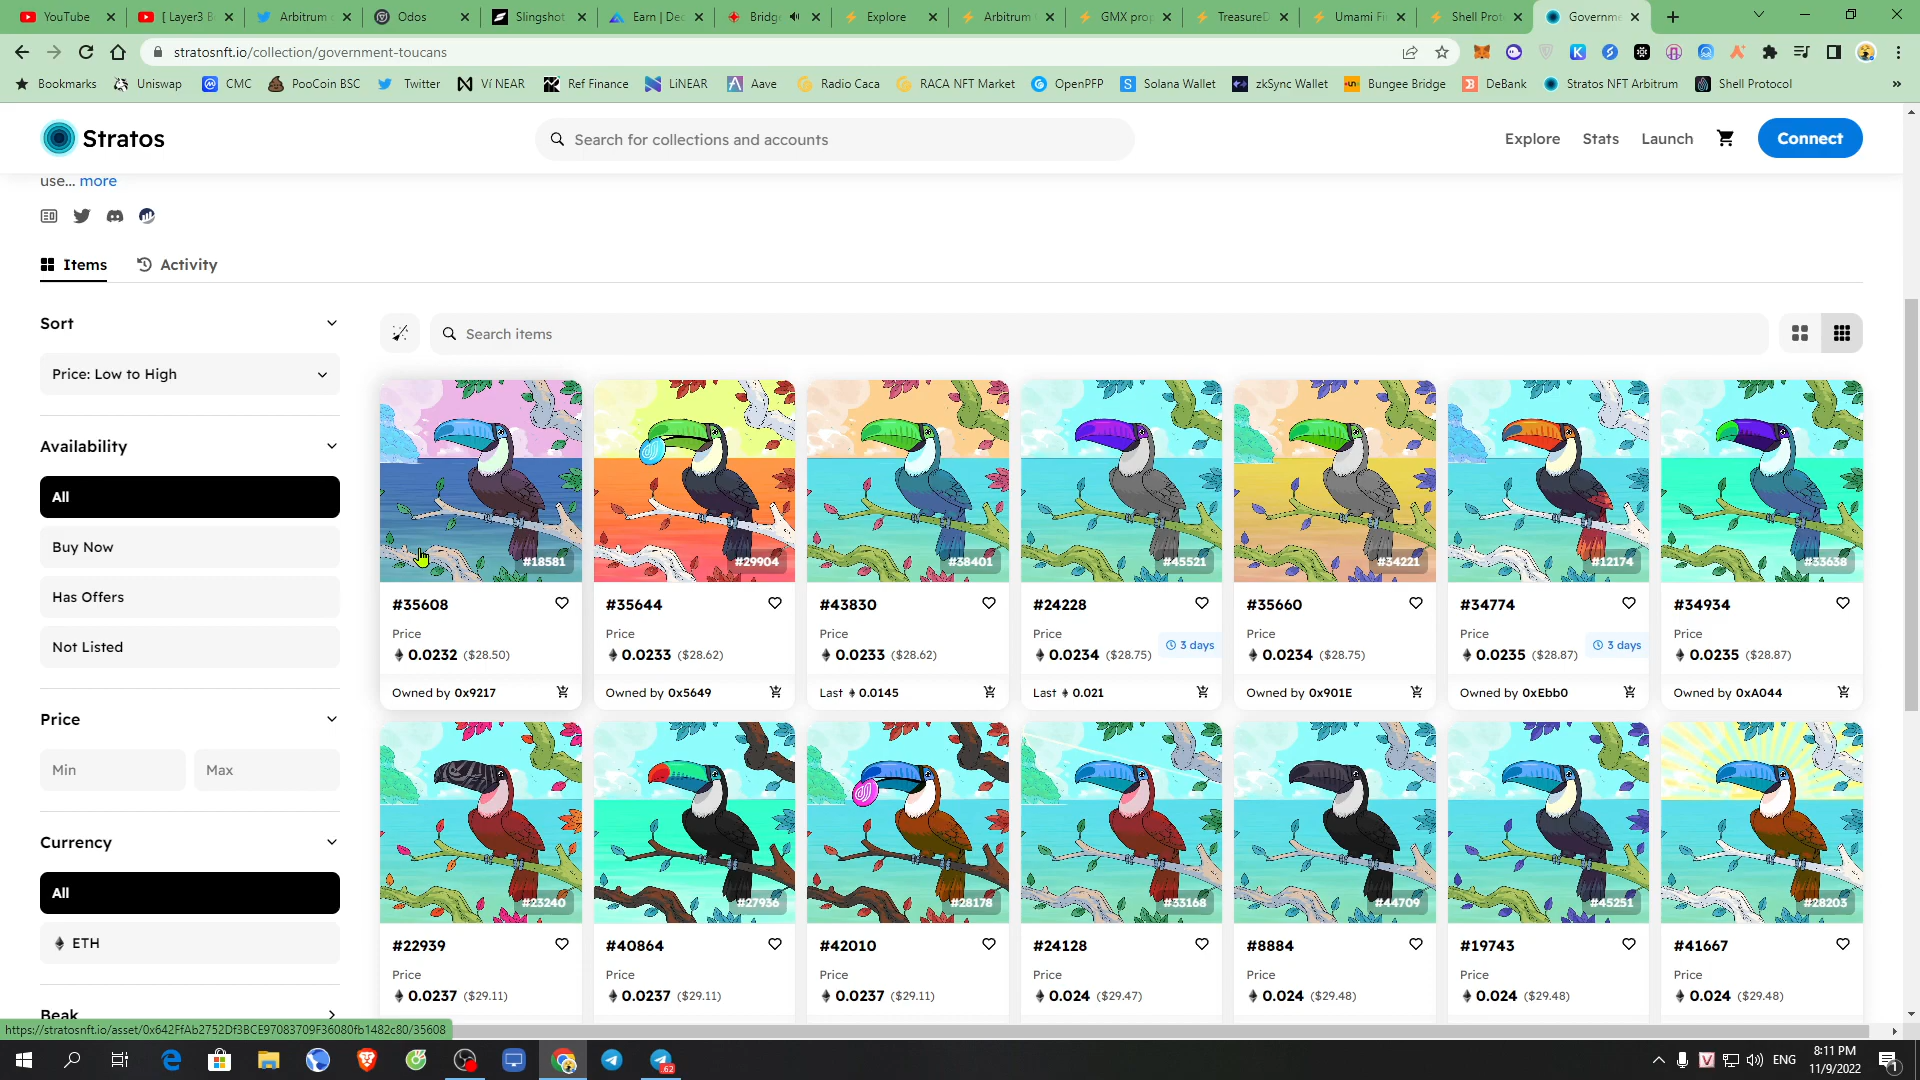 YouTube
[ Layer3 B
Arbitrum
Odos
Slingshot
Earn | Dec
Bridg
Explore
Arbitrum
GMX prop
TreasureD
Umami Fi
Shell Prot
Governme
stratosnft.io/collection/government-toucans
Bookmarks
Uniswap
CMC
PooCoin BSC
Twitter
Ví NEAR
Ref Finance
LiNEAR
Aave
Radio Caca
RACA NFT Market
OpenPFP
Solana Wallet
zkSync Wallet
Bungee Bridge
DeBank
Stratos NFT Arbitrum
Shell Protocol
»
Stratos
Search for collections and accounts
Explore
Stats
Launch
Connect
use... more
Items
Activity
Sort
Price: Low to High
Availability
All
Buy Now
Has Offers
Not Listed
Price
Min
Max
Currency
All
ETH
Beak
Search items
#18581
#29904
#38401
#45521
#34221
#12174
#33638
#35608
#35644
#43830
#24228
#35660
#34774
#34934
Price
Price
Price
Price
Price
Price
Price
3 days
3 days
0.0232 ($28.50)
0.0233 ($28.62)
0.0233 ($28.62)
0.0234 ($28.75)
0.0234 ($28.75)
0.0235 ($28.87)
0.0235 ($28.87)
Owned by 0x9217
Owned by 0x5649
Last 0.0145
Last 0.021
Owned by 0x901E
Owned by 0xEbb0
Owned by 0xA044
#23240
#27936
#28178
#33168
#44709
#45251
#28203
#22939
#40864
#42010
#24128
#8884
#19743
#41667
Price
Price
Price
Price
Price
Price
Price
0.0237 ($29.11)
0.0237 ($29.11)
0.0237 ($29.11)
0.024 ($29.47)
0.024 ($29.48)
0.024 ($29.48)
0.024 ($29.48)
https://stratosnft.io/asset/0x642FfAb2752Df3BCE97083709F36080fb1482c80/35608
62
ENG
8:11 PM
11/9/2022
1